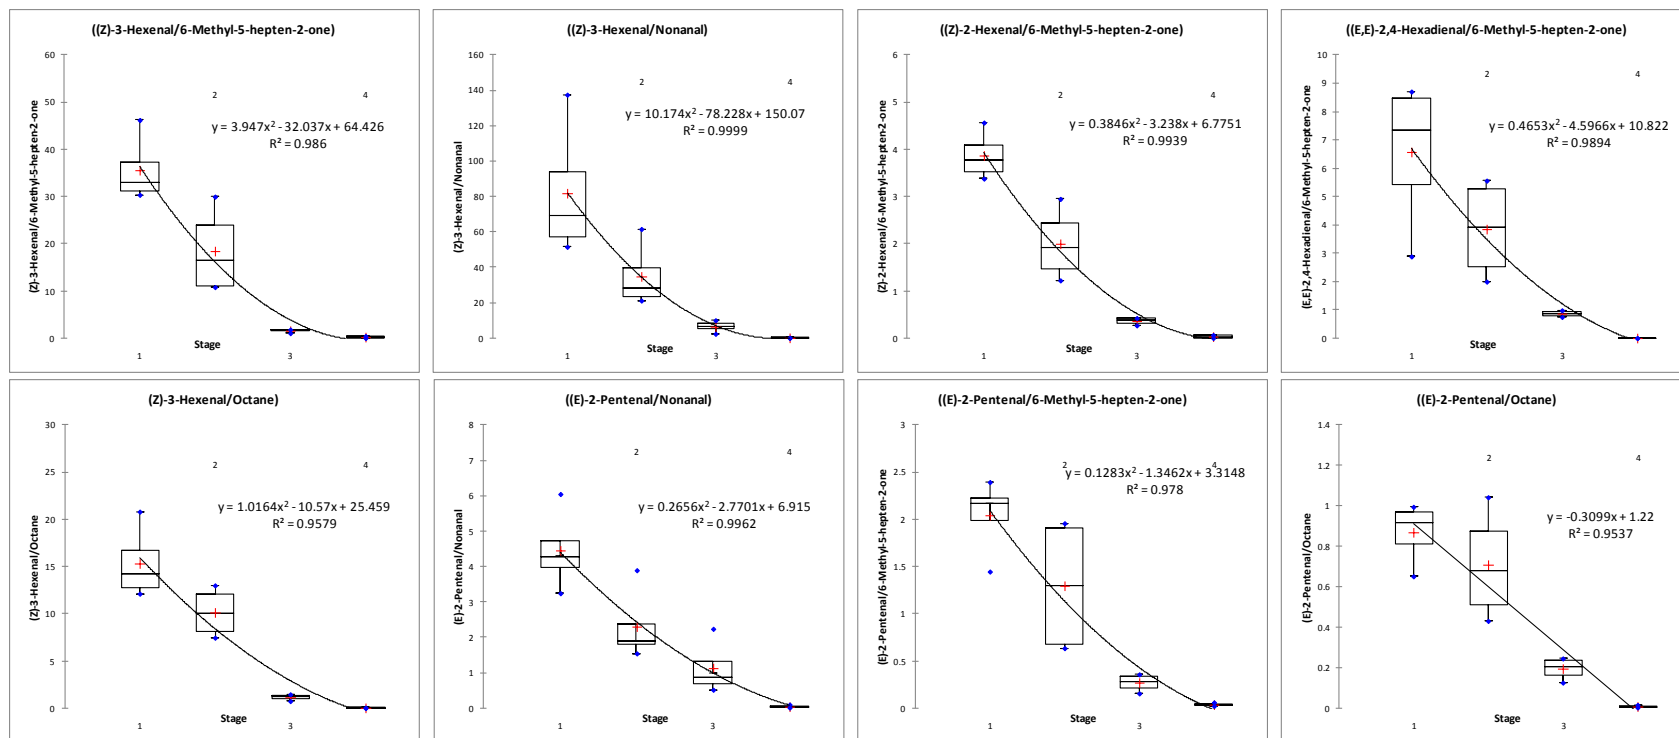 ((Z)-3-Hexenal/6-Methyl-5-hepten-2-one)
(Z)-3-Hexenal/6-Methyl-5-hepten-2-one
60
50
40
30
20
10
0
2
4
y = 3.947x² - 32.037x + 64.426
R² = 0.986
Stage
1
3
((Z)-3-Hexenal/Nonanal)
(Z)-3-Hexenal/Nonanal
160
140
120
100
80
60
40
20
0
2
4
y = 10.174x² - 78.228x + 150.07
R² = 0.9999
Stage
1
3
((Z)-2-Hexenal/6-Methyl-5-hepten-2-one)
(Z)-2-Hexenal/6-Methyl-5-hepten-2-one
6
5
4
3
2
1
0
2
4
y = 0.3846x² - 3.238x + 6.7751
R² = 0.9939
Stage
1
3
((E,E)-2,4-Hexadienal/6-Methyl-5-hepten-2-one)
(E,E)-2,4-Hexadienal/6-Methyl-5-hepten-2-one
10
9
8
7
6
5
4
3
2
1
0
2
4
y = 0.4653x² - 4.5966x + 10.822
R² = 0.9894
Stage
1
3
(Z)-3-Hexenal/Octane)
(Z)-3-Hexenal/Octane
30
25
20
15
10
5
0
2
4
y = 1.0164x² - 10.57x + 25.459
R² = 0.9579
Stage
1
3
((E)-2-Pentenal/Nonanal)
(E)-2-Pentenal/Nonanal
8
7
6
5
4
3
2
1
0
2
4
y = 0.2656x² - 2.7701x + 6.915
R² = 0.9962
Stage
1
3
((E)-2-Pentenal/6-Methyl-5-hepten-2-one)
(E)-2-Pentenal/6-Methyl-5-hepten-2-one
3
2.5
2
1.5
1
0.5
0
2
4
y = 0.1283x² - 1.3462x + 3.3148
R² = 0.978
Stage
1
3
((E)-2-Pentenal/Octane)
(E)-2-Pentenal/Octane
1.4
1.2
1
0.8
0.6
0.4
0.2
0
2
4
y = -0.3099x + 1.22
R² = 0.9537
Stage
1
3